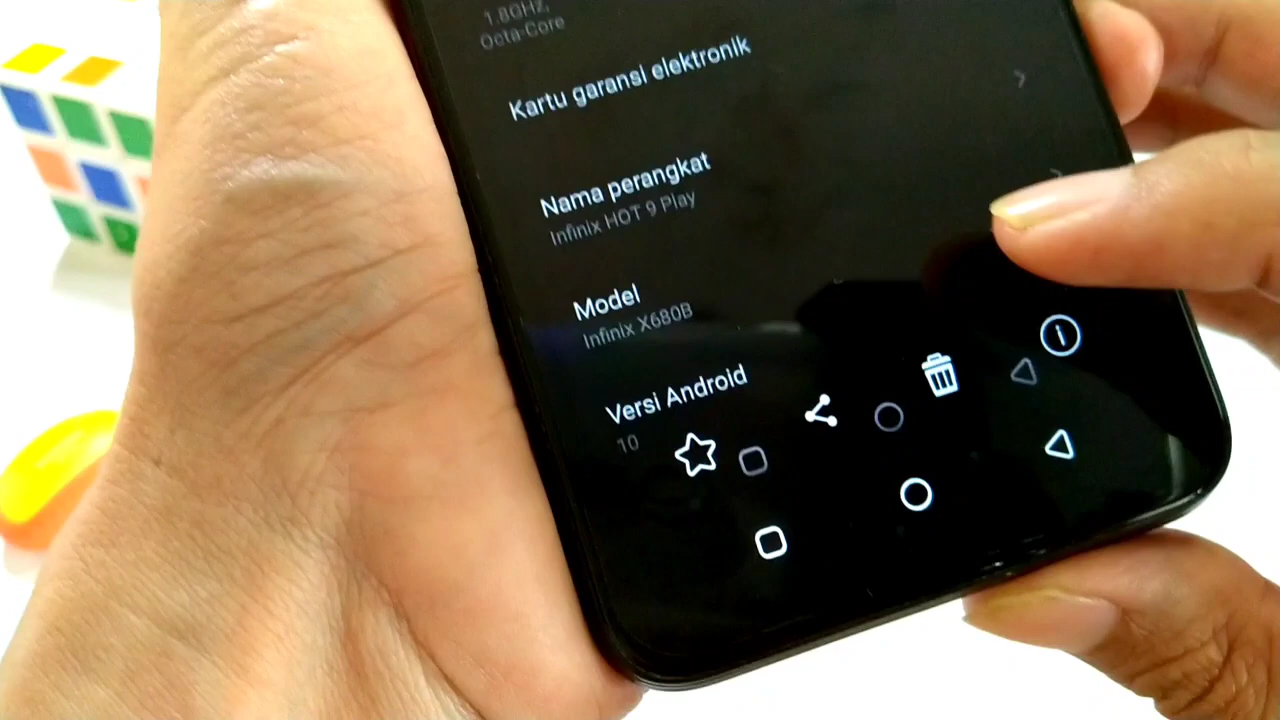 1.8GHz,
Octa-Core
Kartu garansi elektronik
Nama perangkat
Infinix HOT 9 Play
Model
Infinix X680B
Versi Android
10